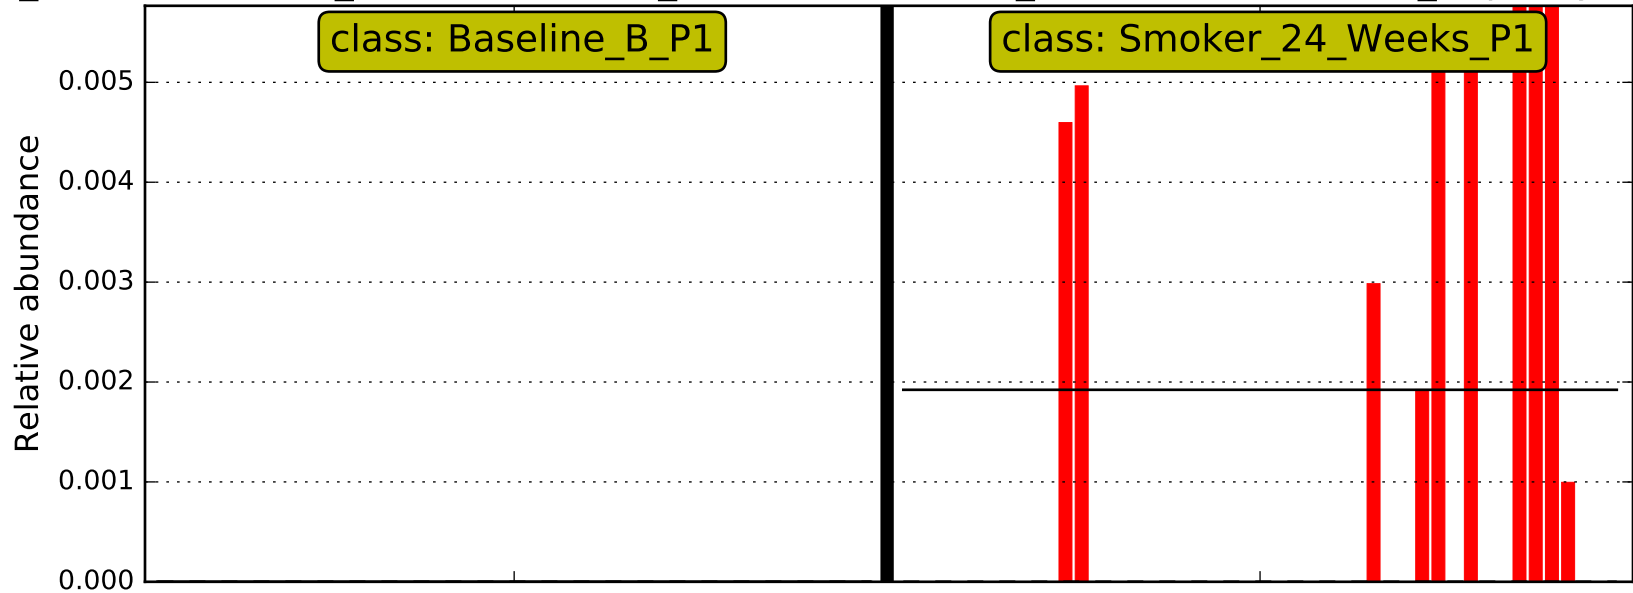 class: Baseline_B_P1
class: Smoker_24_Weeks_P1
Relative abundance
0.005
0.004
0.003
0.002
0.001
0.000